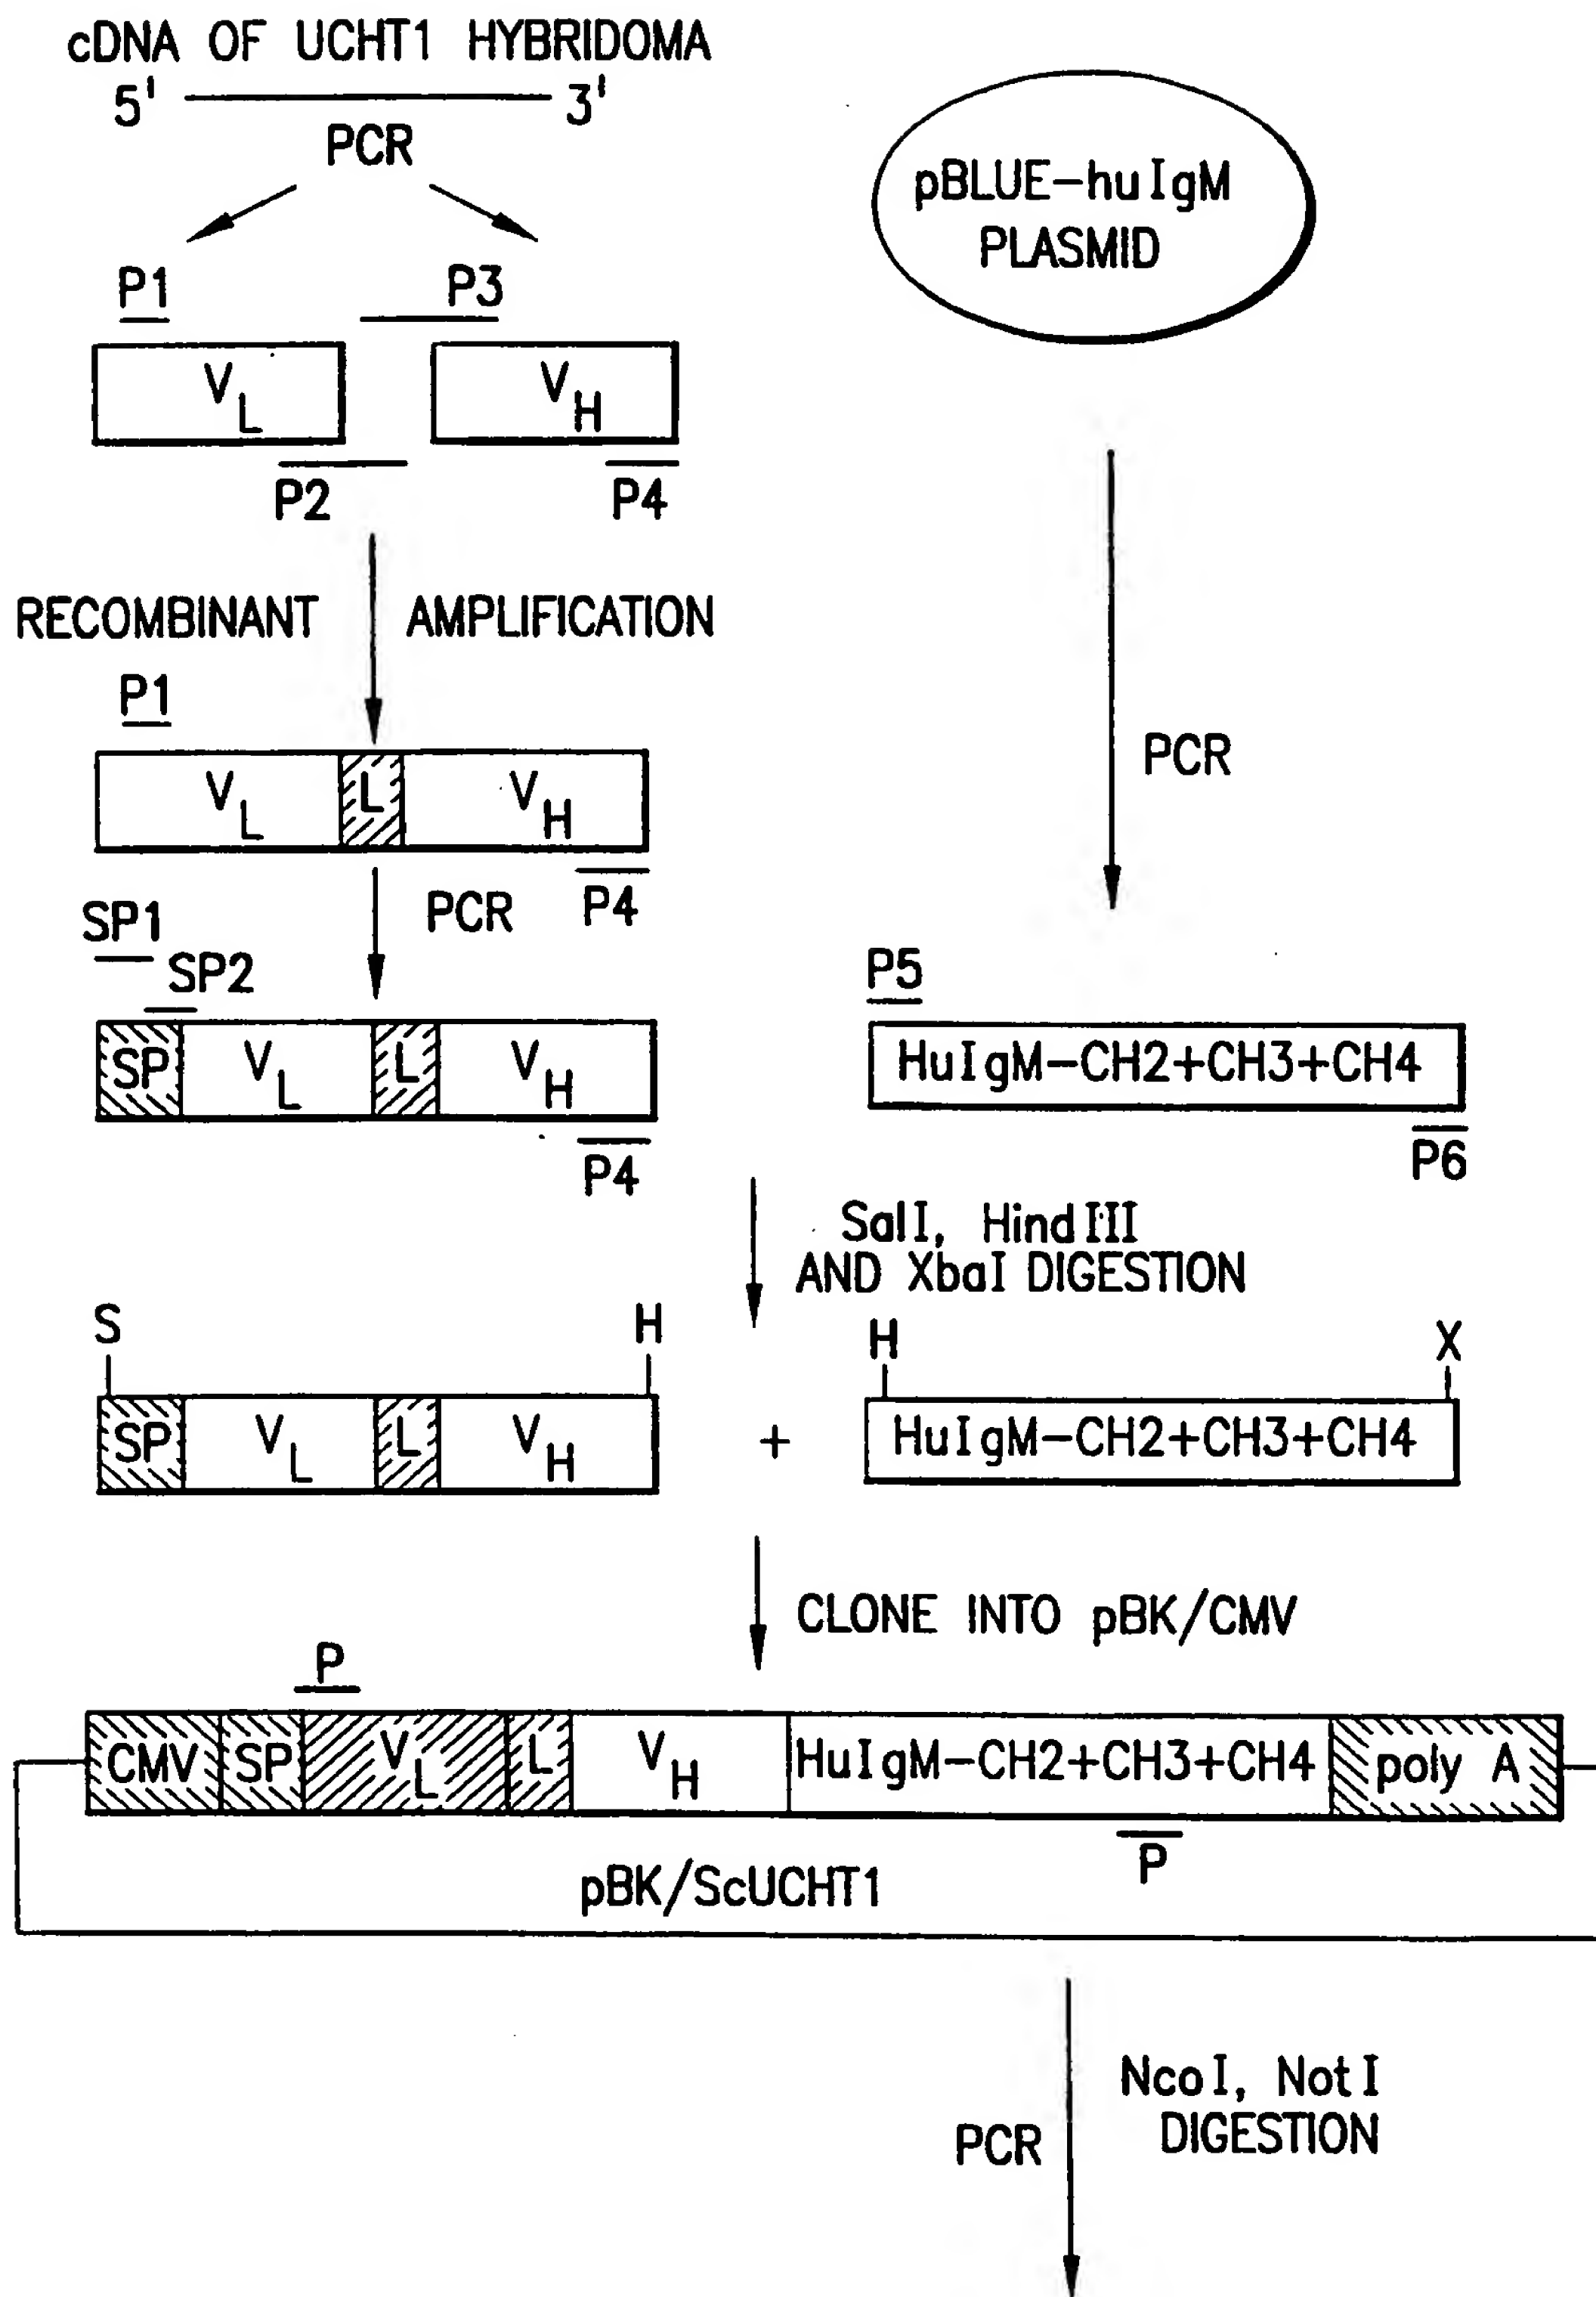 cDNA OF UCHT1 HYBRIDOMA
5' 3'
PCR
P1 P3
VL VH
P2 P4
RECOMBINANT AMPLIFICATION
P1
VL L VH
P4
PCR
SP1
SP2
SP VL L VH
P4
pBLUE-huIgM
PLASMID
PCR
P5
HuIgM-CH2+CH3+CH4
P6
SalI, HindIII
AND XbaI DIGESTION
S H H X
SP VL L VH + HuIgM-CH2+CH3+CH4
CLONE INTO pBK/CMV
P
CMV SP VL L VH HuIgM-CH2+CH3+CH4 poly A
P
pBK/ScUCHT1
NcoI, NotI
DIGESTION
PCR